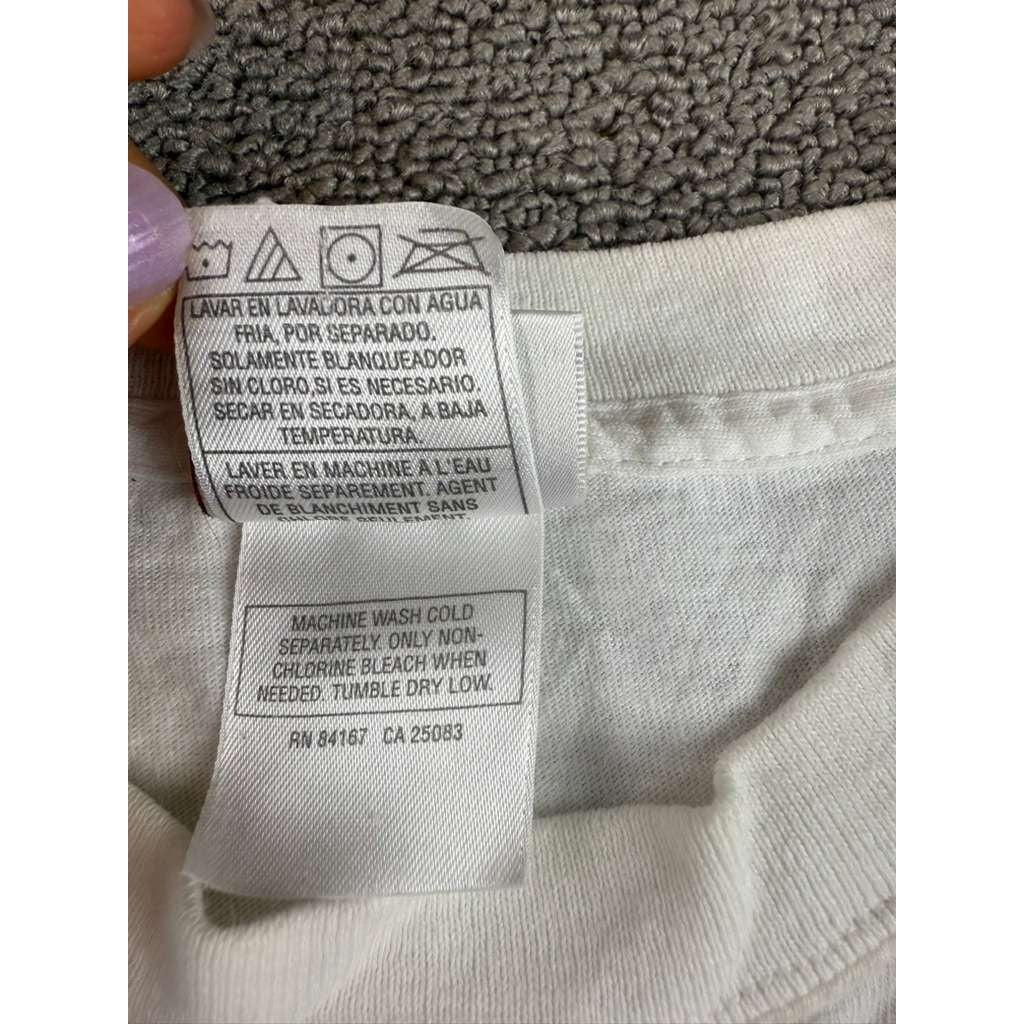 LAVAR EN LAVADORA CON AGUA
FRIA, POR SEPARADO.
SOLAMENTE BLANQUEADOR
SIN CLORO, SI ES NECESARIO.
SECAR EN SECADORA, A BAJA
TEMPERATURA.
LAVER EN MACHINE A L'EAU
FROIDE SEPAREMENT. AGENT
DE BLANCHIMENT SANS
SEULEMENT.
MACHINE WASH COLD
SEPARATELY. ONLY NON-
CHLORINE BLEACH WHEN
NEEDED. TUMBLE DRY LOW.
RN 84167 CA 25083